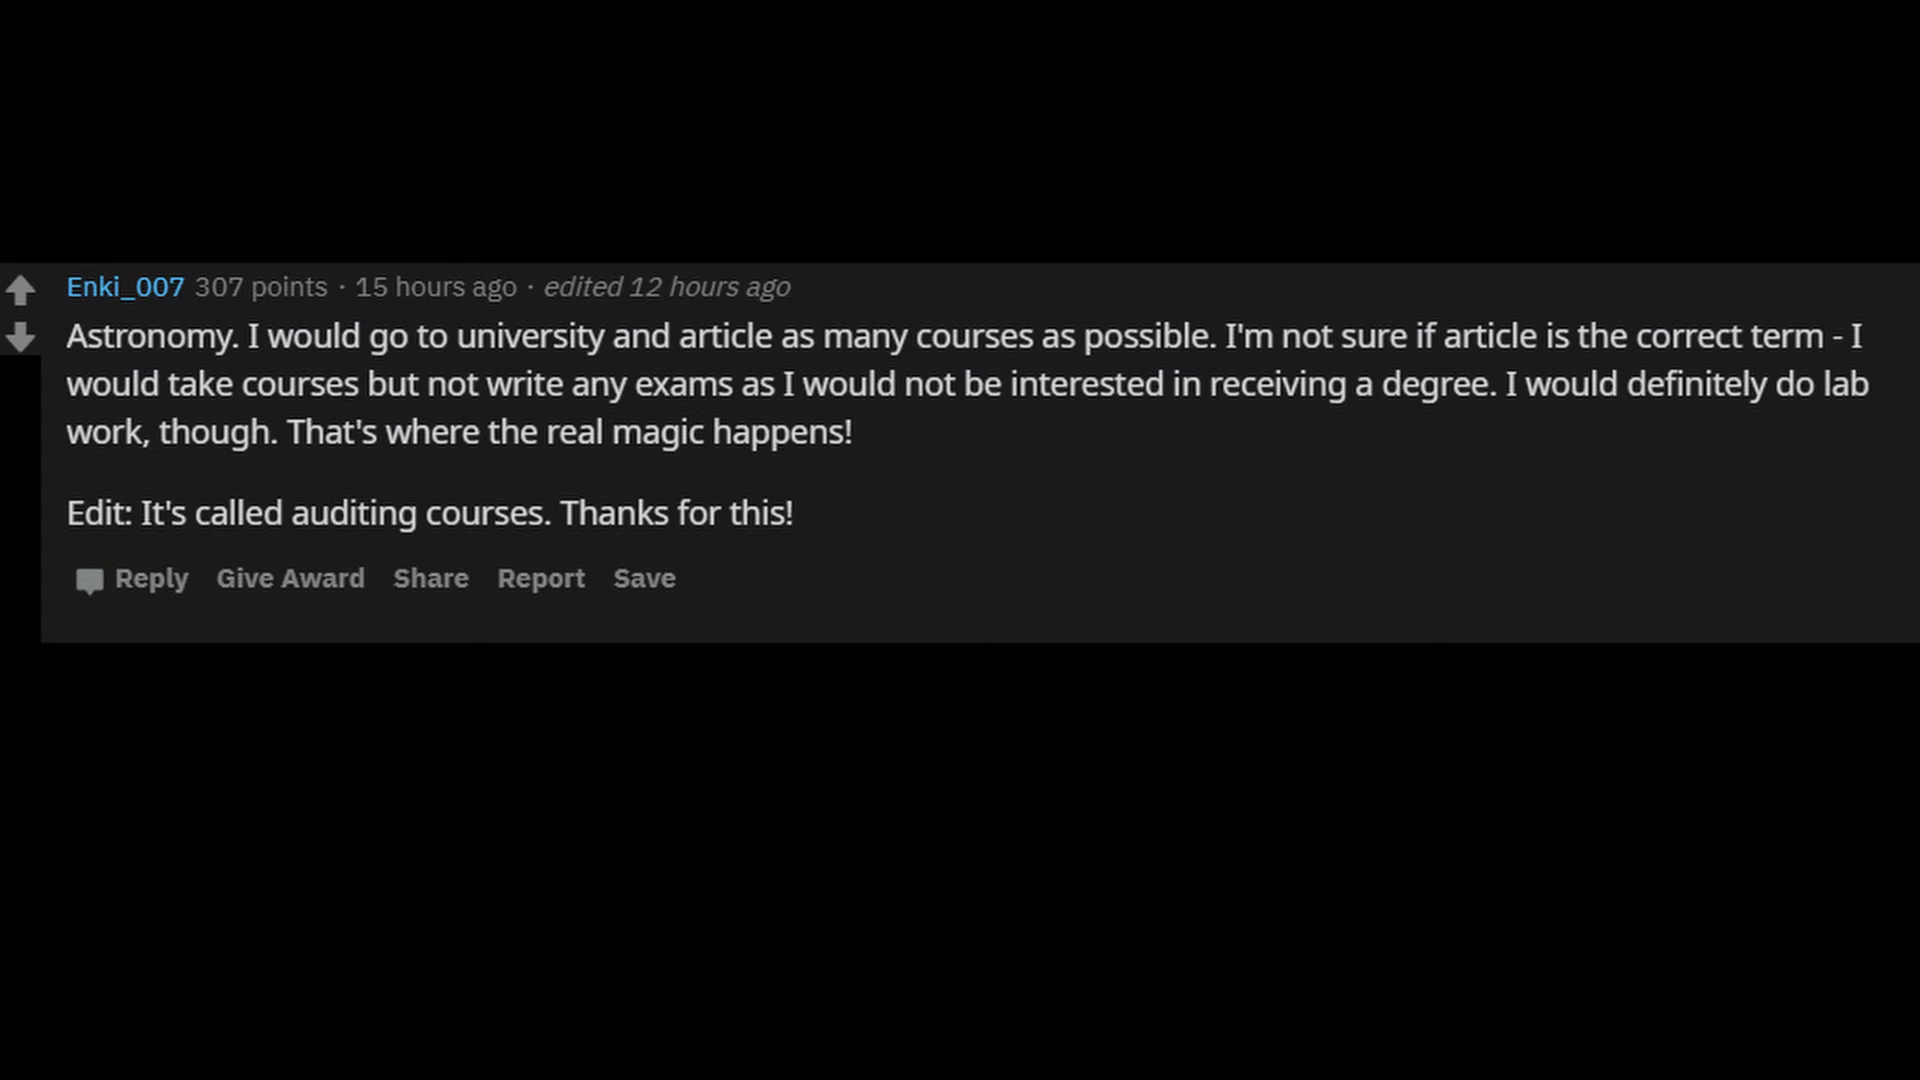 Enki_007 307 points · 15 hours ago · edited 12 hours ago
Astronomy. I would go to university and article as many courses as possible. I'm not sure if article is the correct term - I
would take courses but not write any exams as I would not be interested in receiving a degree. I would definitely do lab
work, though. That's where the real magic happens!
Edit: It's called auditing courses. Thanks for this!
Reply Give Award Share Report Save